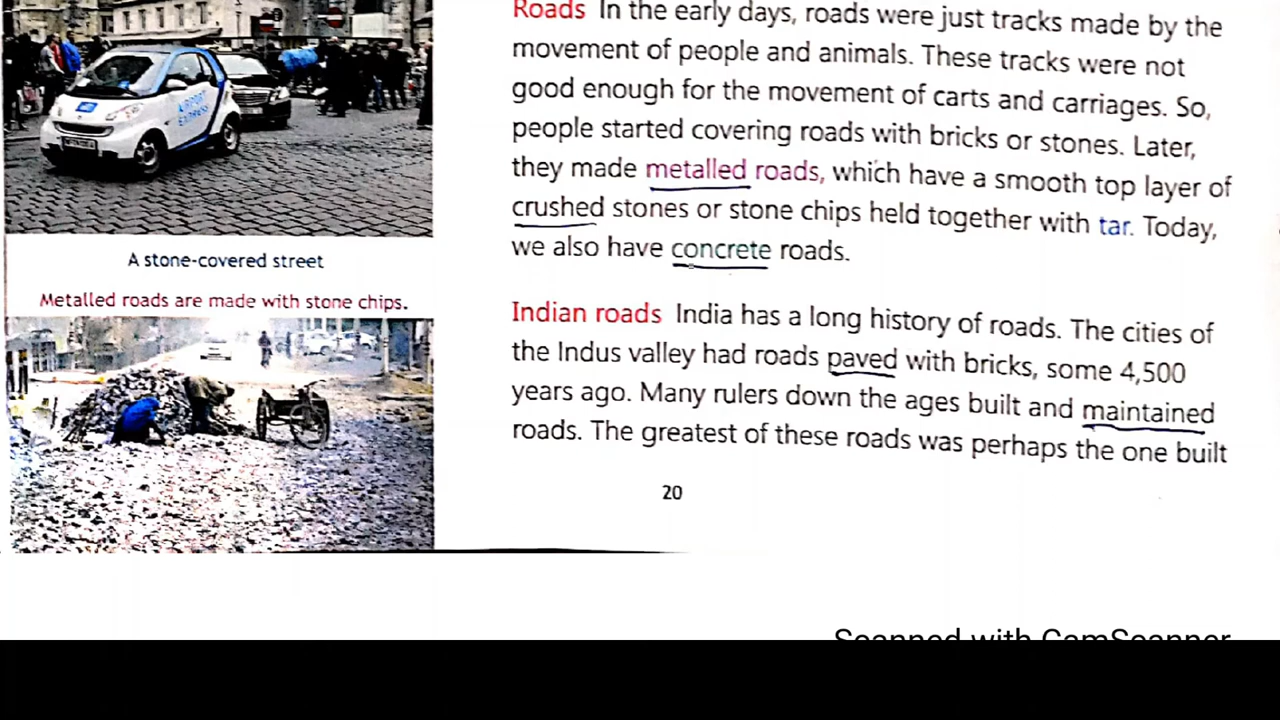 Roads In the early days, roads were just tracks made by the
movement of people and animals. These tracks were not
good enough for the movement of carts and carriages. So,
people started covering roads with bricks or stones. Later,
they made metalled roads, which have a smooth top layer of
crushed stones or stone chips held together with tar. Today,
we also have concrete roads.
AIRPORT
EXPRESS
A stone-covered street
Metalled roads are made with stone chips.
Indian roads India has a long history of roads. The cities of
the Indus valley had roads paved with bricks, some 4,500
years ago. Many rulers down the ages built and maintained
roads. The greatest of these roads was perhaps the one built
20
Scanned with CamScanner